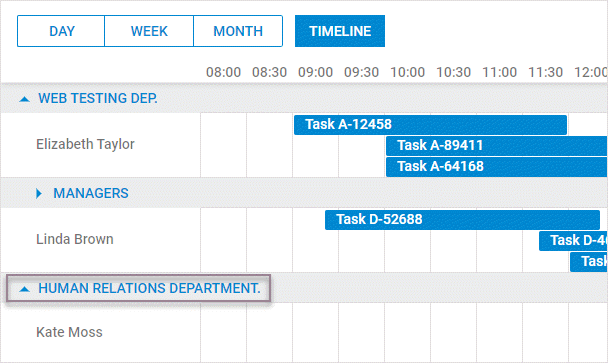 DAY WEEK MONTH TIMELINE
08:00 08:30 09:00 09:30 10:00 10:30 11:00 11:30 12:00
WEB TESTING DEP.
Elizabeth Taylor
Task A-12458
Task A-89411
Task A-64168
MANAGERS
Linda Brown
Task D-52688
Task D-4
Task
HUMAN RELATIONS DEPARTMENT.
Kate Moss